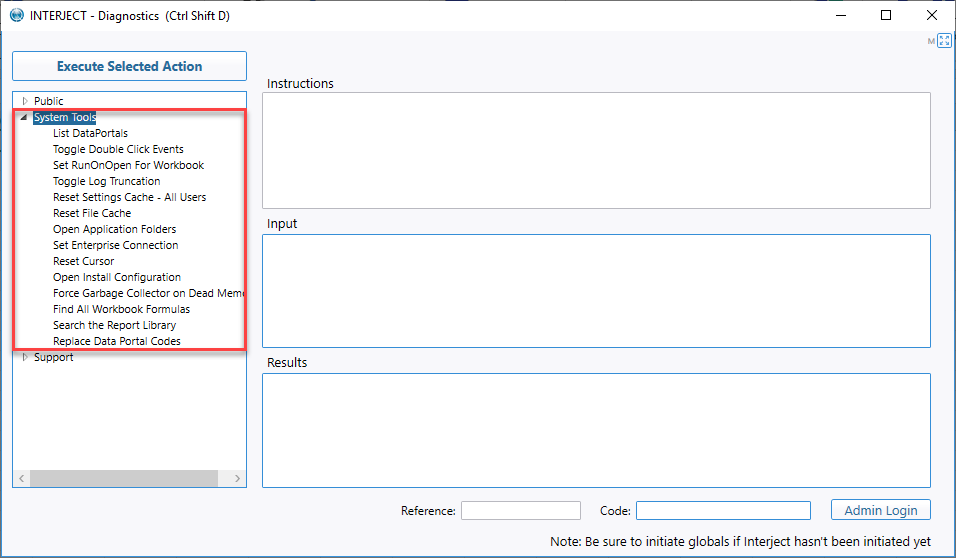 INTERJECT - Diagnostics (Ctrl Shift D)
M
Execute Selected Action
Public
System Tools
List DataPortals
Toggle Double Click Events
Set RunOnOpen For Workbook
Toggle Log Truncation
Reset Settings Cache - All Users
Reset File Cache
Open Application Folders
Set Enterprise Connection
Reset Cursor
Open Install Configuration
Force Garbage Collector on Dead Mem
Find All Workbook Formulas
Search the Report Library
Replace Data Portal Codes
Support
Instructions
Input
Results
Reference:
Code:
Admin Login
Note: Be sure to initiate globals if Interject hasn't been initiated yet